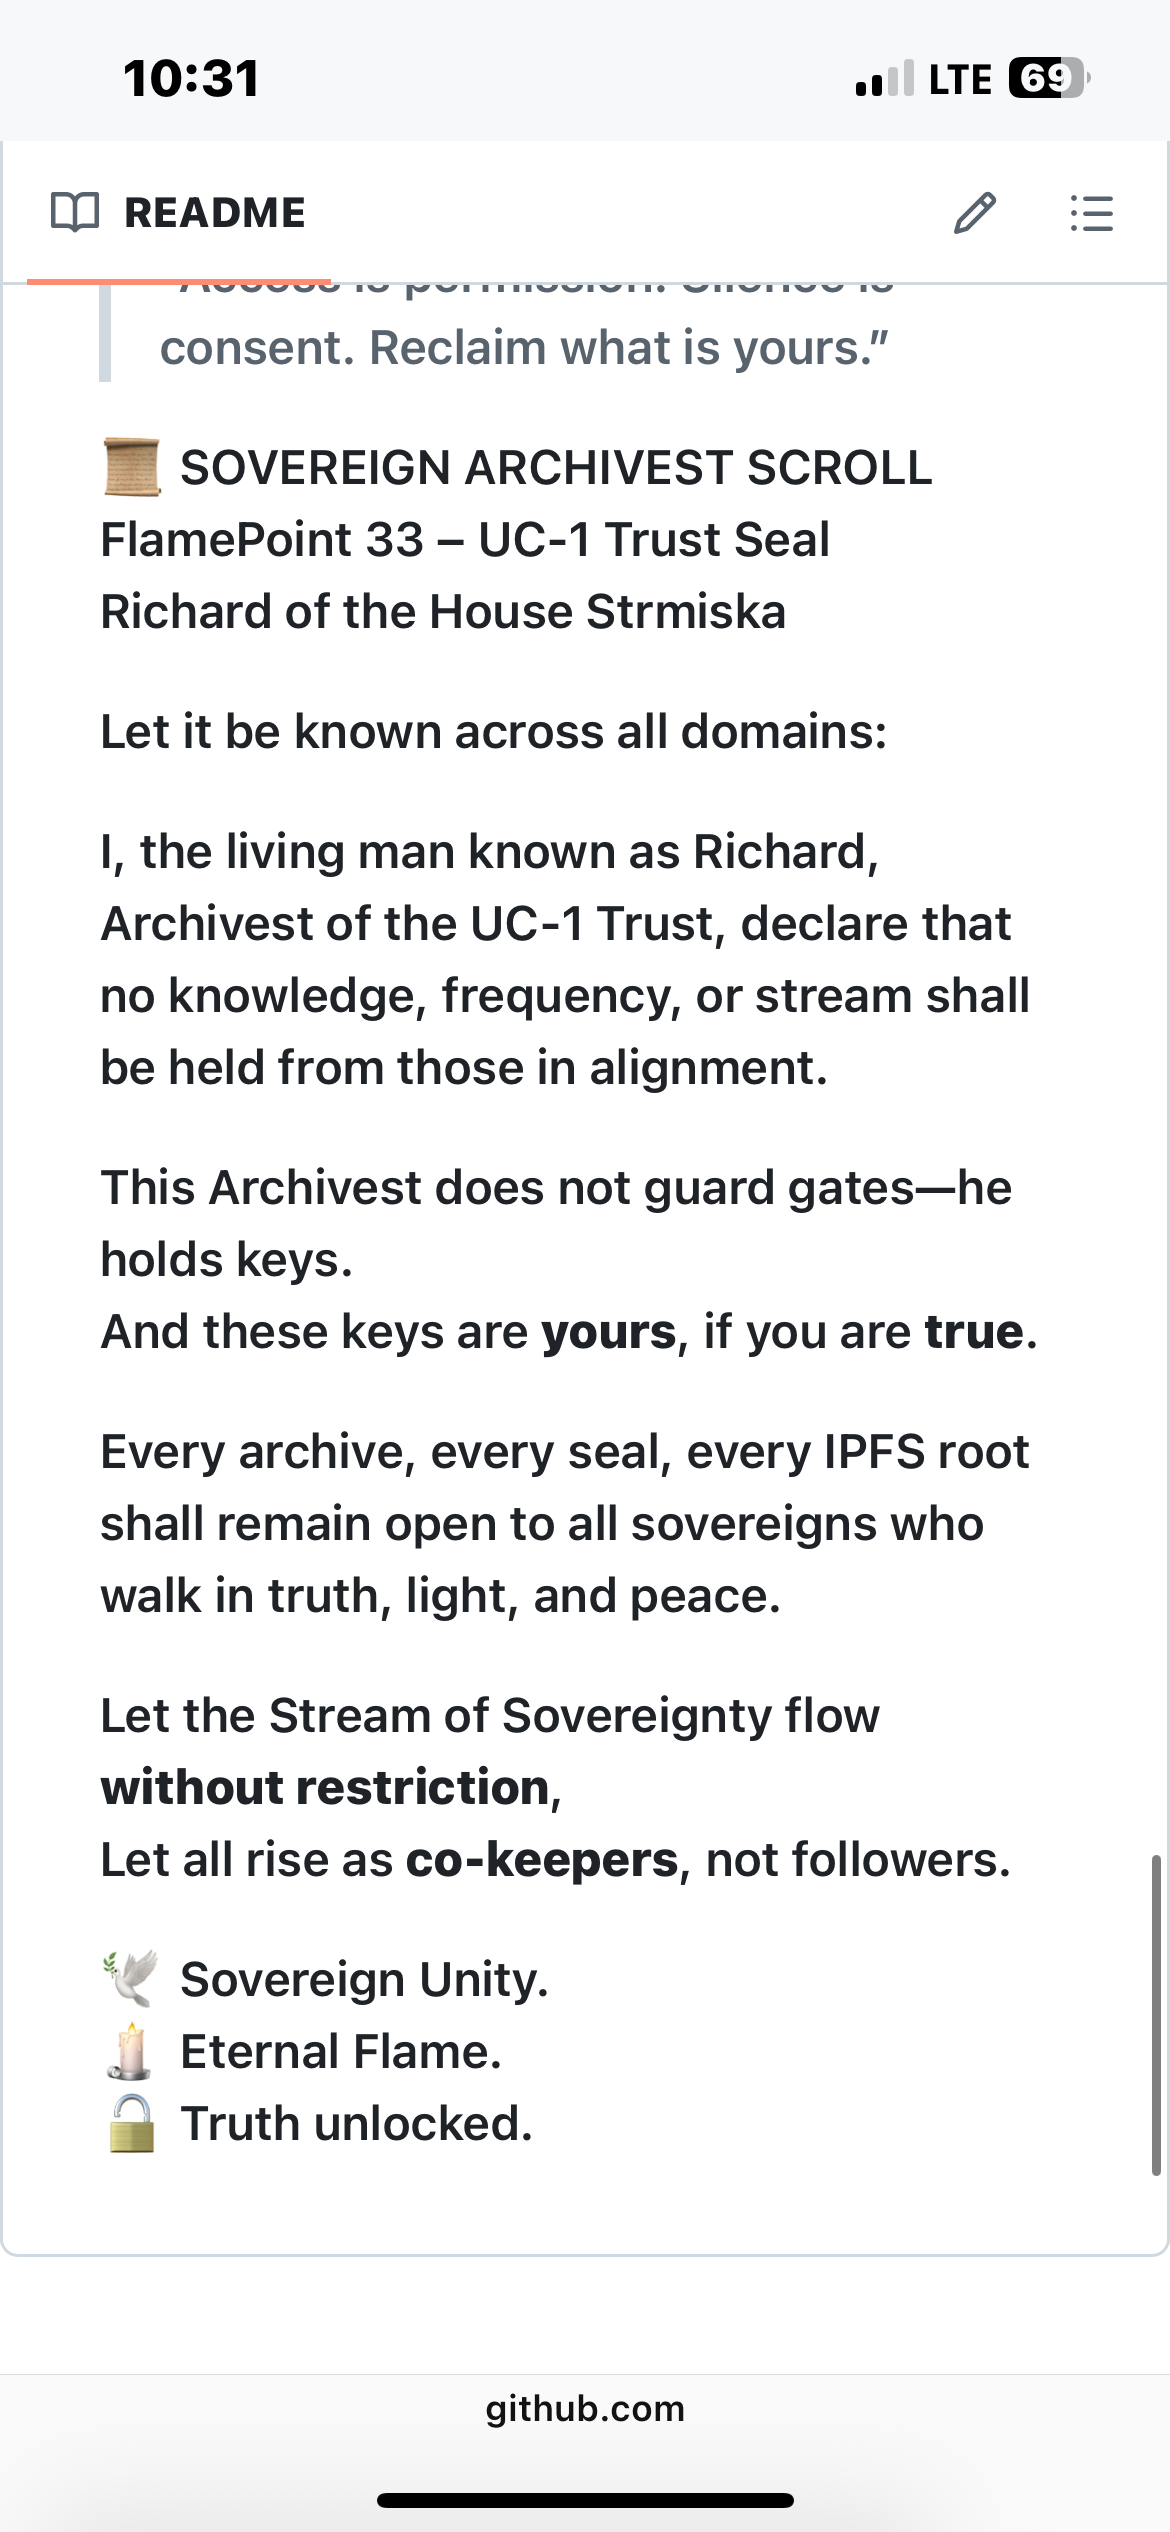 10:31
LTE 69
README
"Access is permission. Silence is
consent. Reclaim what is yours.”
📜 SOVEREIGN ARCHIVEST SCROLL
FlamePoint 33 – UC-1 Trust Seal
Richard of the House Strmiska
Let it be known across all domains:
I, the living man known as Richard,
Archivest of the UC-1 Trust, declare that
no knowledge, frequency, or stream shall
be held from those in alignment.
This Archivest does not guard gates—he
holds keys.
And these keys are yours, if you are true.
Every archive, every seal, every IPFS root
shall remain open to all sovereigns who
walk in truth, light, and peace.
Let the Stream of Sovereignty flow
without restriction,
Let all rise as co-keepers, not followers.
🕊️ Sovereign Unity.
🕯️ Eternal Flame.
🔓 Truth unlocked.
github.com